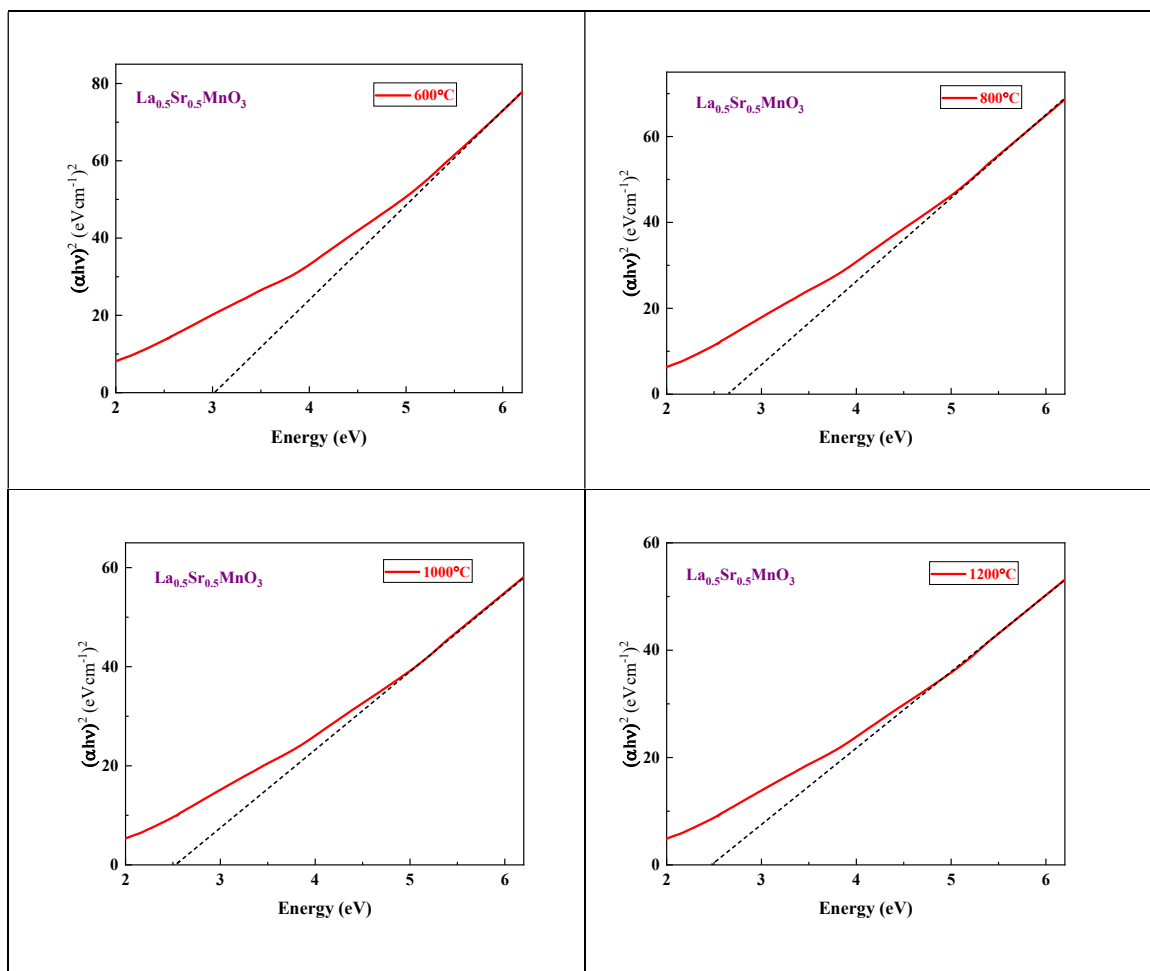 La₀.₅Sr₀.₅MnO₃
600°C
(αhν)² (eVcm⁻¹)²
80
60
40
20
0
2 3 4 5 6
Energy (eV)
La₀.₅Sr₀.₅MnO₃
800°C
(αhν)² (eVcm⁻¹)²
60
40
20
0
2 3 4 5 6
Energy (eV)
La₀.₅Sr₀.₅MnO₃
1000°C
(αhν)² (eVcm⁻¹)²
60
40
20
0
2 3 4 5 6
Energy (eV)
La₀.₅Sr₀.₅MnO₃
1200°C
(αhν)² (eVcm⁻¹)²
60
40
20
0
2 3 4 5 6
Energy (eV)